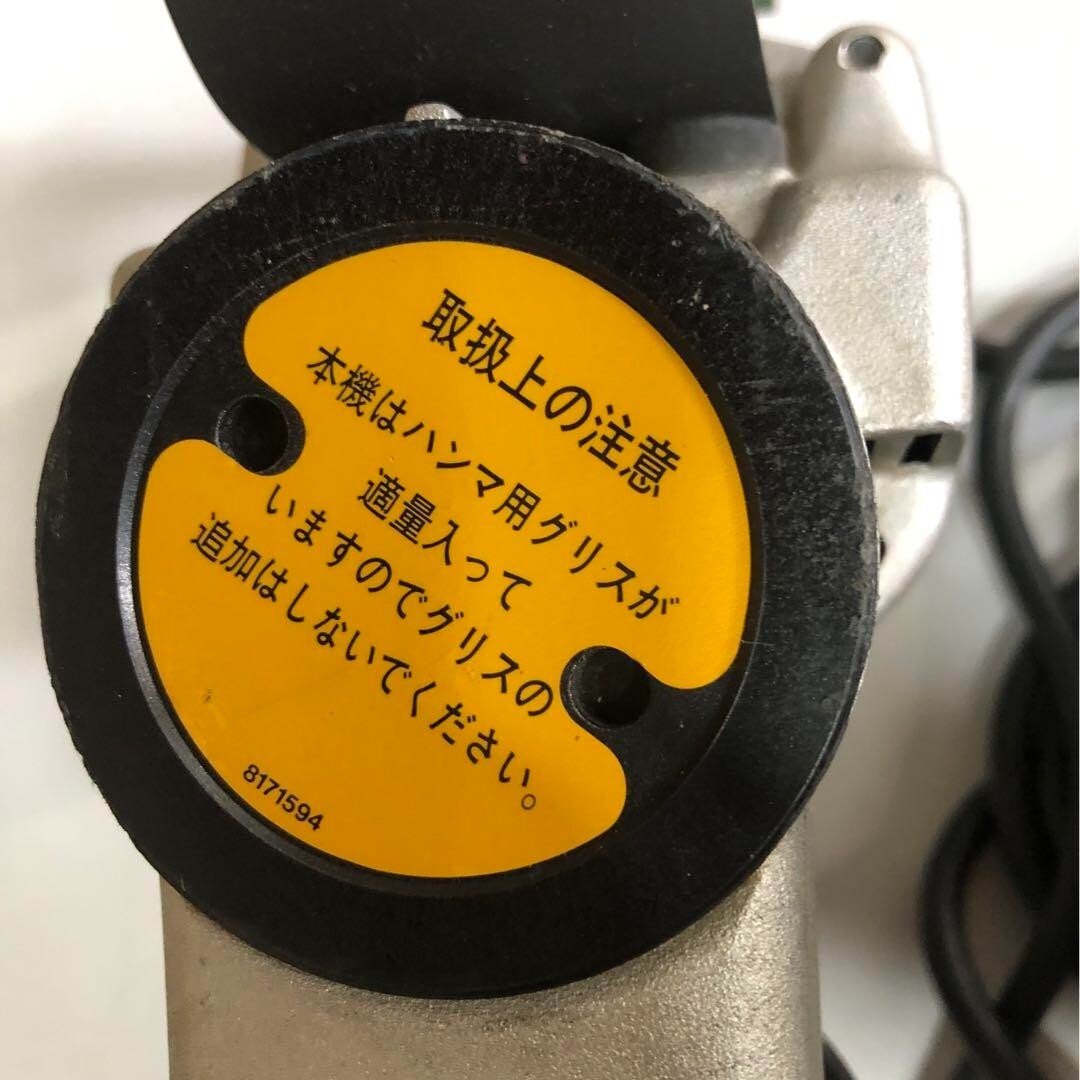 取扱上の注意
本機はハンマ用グリスが
適量入って
いますのでグリスの
追加はしないでください。
8171594